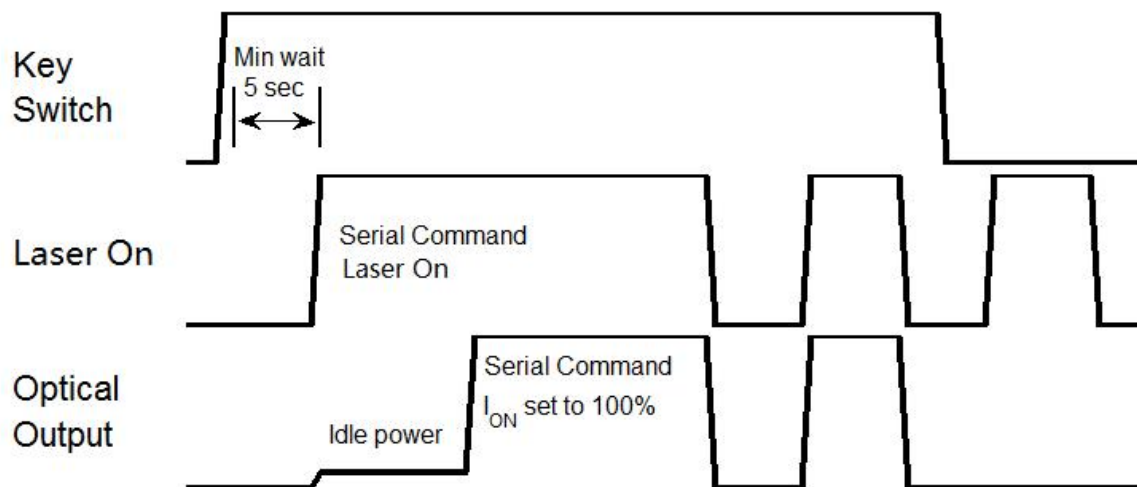 Key
Switch
Min wait
5 sec
Laser On
Serial Command
Laser On
Optical
Output
Idle power
Serial Command
I_ON set to 100%